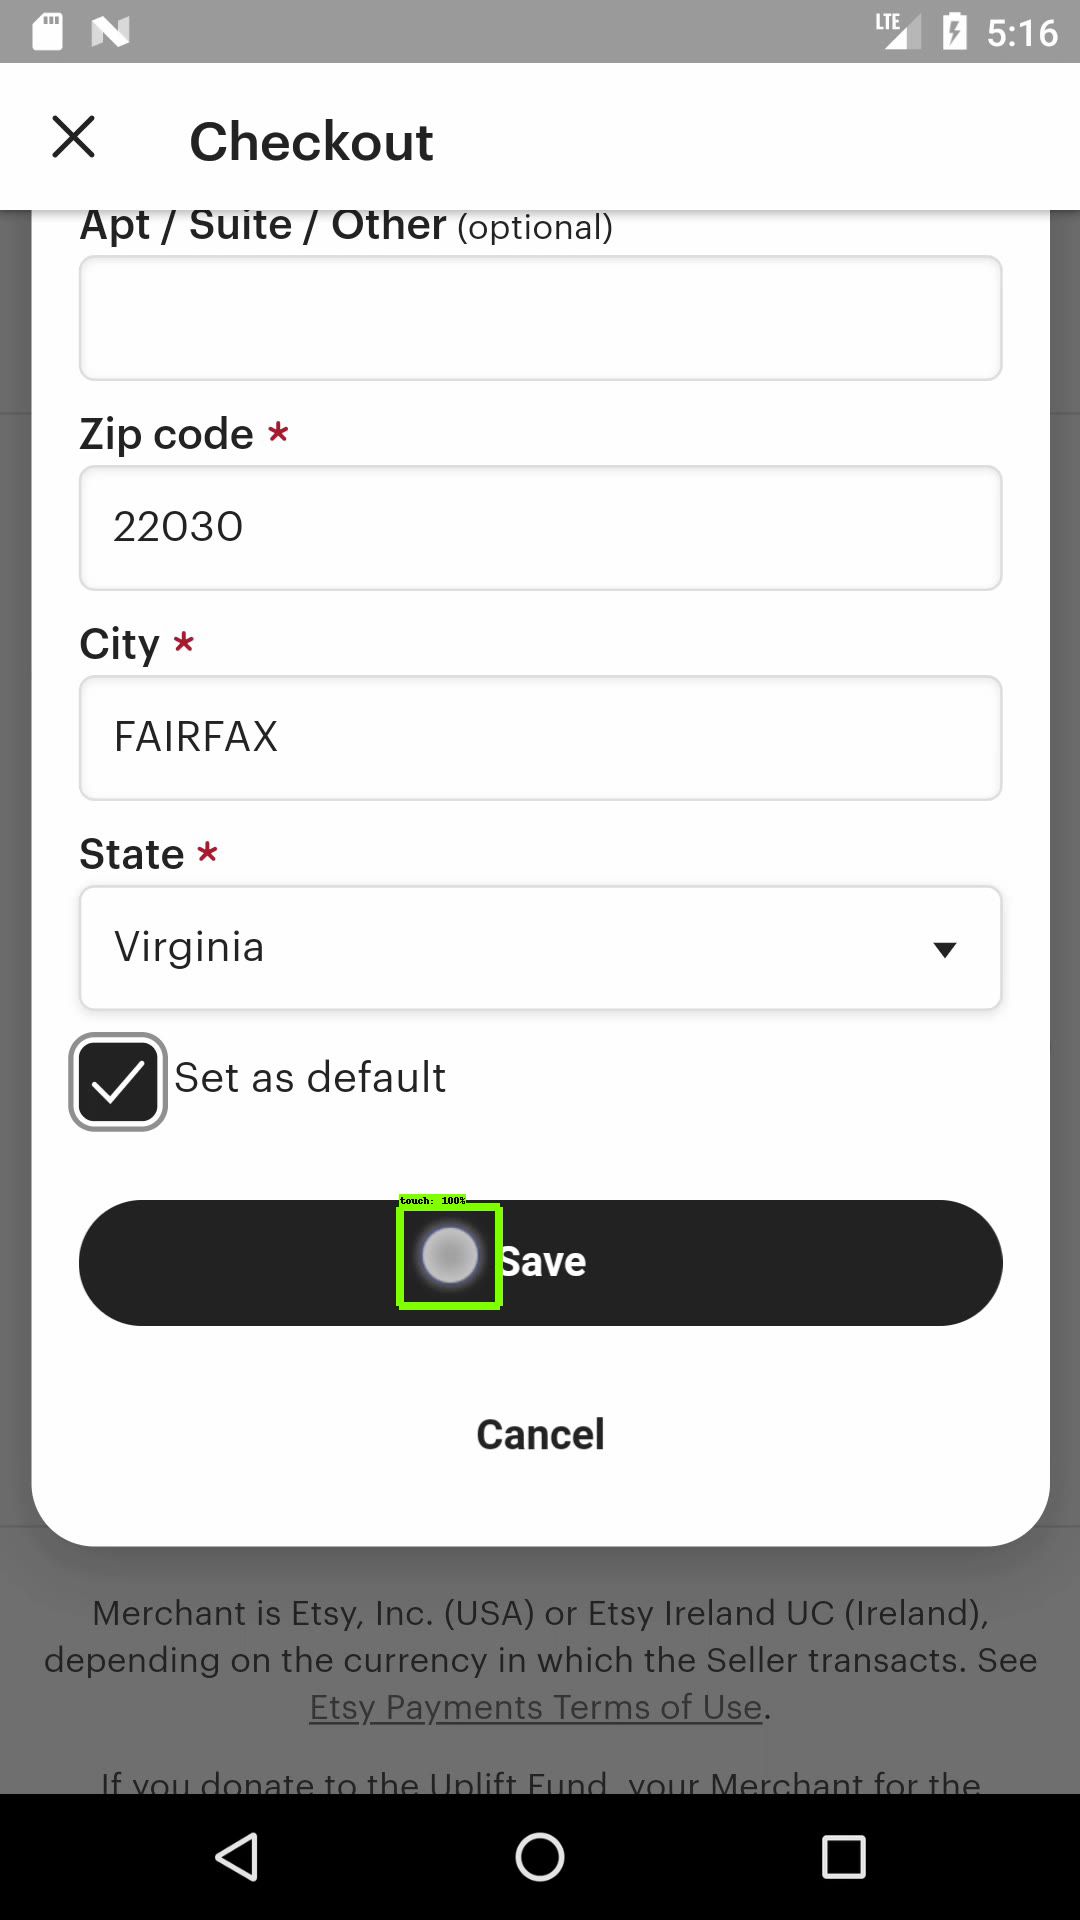 LTE 5:16
Checkout
Apt / Suite / Other (optional)
Zip code *
22030
City *
FAIRFAX
State *
Virginia
Set as default
touch: 100%
Save
Cancel
Merchant is Etsy, Inc. (USA) or Etsy Ireland UC (Ireland),
depending on the currency in which the Seller transacts. See
Etsy Payments Terms of Use.
If you donate to the Uplift Fund, your Merchant for the